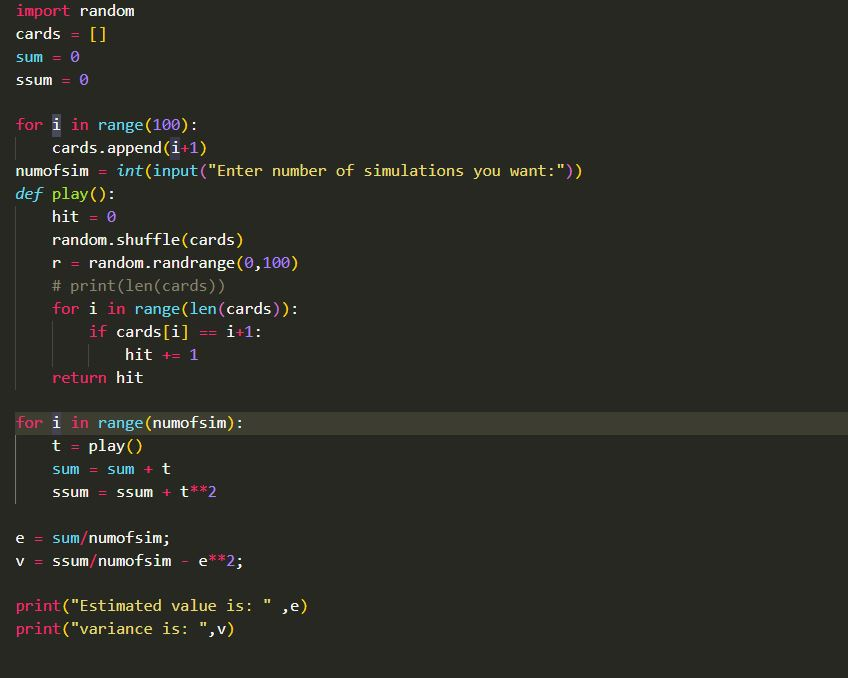 import random
cards = []
sum = 0
ssum = 0
for i in range(100):
    cards.append(i+1)
numofsim = int(input("Enter number of simulations you want:"))
def play():
    hit = 0
    random.shuffle(cards)
    r = random.randrange(0,100)
    # print(len(cards))
    for i in range(len(cards)):
        if cards[i] == i+1:
            hit += 1
    return hit
for i in range(numofsim):
    t = play()
    sum = sum + t
    ssum = ssum + t**2
e = sum/numofsim;
v = ssum/numofsim - e**2;
print("Estimated value is: " ,e)
print("variance is: ",v)